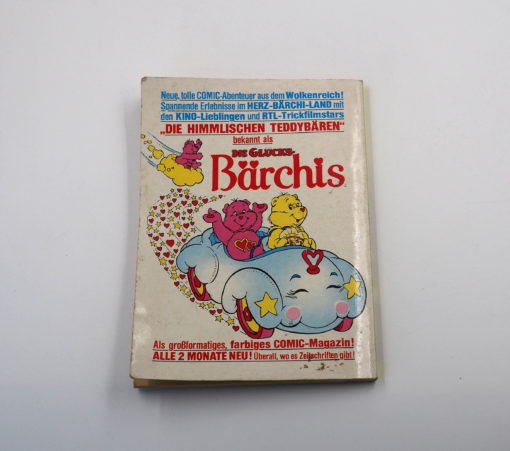 Neue, tolle COMIC-Abenteuer aus dem Wolkenreich!
Spannende Erlebnisse im HERZ-BÄRCHI-LAND mit
den KINO-Lieblingen und RTL-Trickfilmstars
„DIE HIMMLISCHEN TEDDYBÄREN"
bekannt als
DIE GLÜCKS-
Bärchis
Als großformatiges, farbiges COMIC-Magazin!
ALLE 2 MONATE NEU! Überall, wo es Zeitschriften gibt!